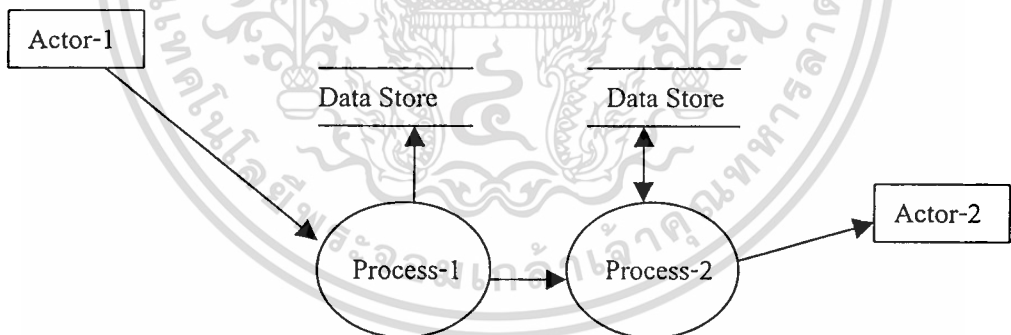 Actor-1
Data Store
Data Store
Actor-2
Process-1
Process-2